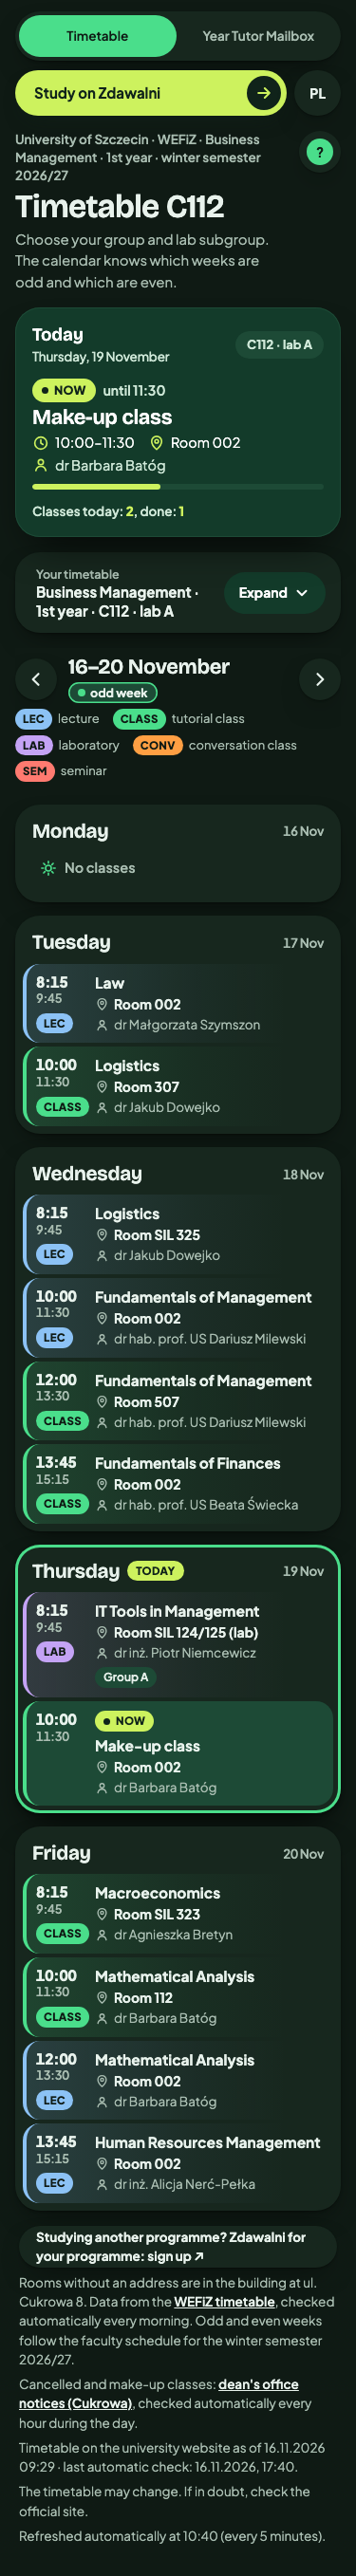 Timetable
Year Tutor Mailbox
Study on Zdawalni
PL
University of Szczecin · WEFiZ · Business
Management · 1st year · winter semester
2026/27
?
Timetable C112
Choose your group and lab subgroup.
The calendar knows which weeks are
odd and which are even.
Today
Thursday, 19 November
C112 · lab A
NOW until 11:30
Make-up class
10:00–11:30 Room 002
dr Barbara Batóg
Classes today: 2, done: 1
Your timetable
Business Management ·
1st year · C112 · lab A
Expand
16–20 November
odd week
LEC lecture CLASS tutorial class
LAB laboratory CONV conversation class
SEM seminar
Monday 16 Nov
No classes
Tuesday 17 Nov
8:15 Law
9:45 Room 002
LEC dr Małgorzata Szymszon
10:00 Logistics
11:30 Room 307
CLASS dr Jakub Dowejko
Wednesday 18 Nov
8:15 Logistics
9:45 Room SIL 325
LEC dr Jakub Dowejko
10:00 Fundamentals of Management
11:30 Room 002
LEC dr hab. prof. US Dariusz Milewski
12:00 Fundamentals of Management
13:30 Room 507
CLASS dr hab. prof. US Dariusz Milewski
13:45 Fundamentals of Finances
15:15 Room 002
CLASS dr hab. prof. US Beata Świecka
Thursday TODAY 19 Nov
8:15 IT Tools in Management
9:45 Room SIL 124/125 (lab)
LAB dr inż. Piotr Niemcewicz
Group A
10:00 NOW
11:30
Make-up class
Room 002
dr Barbara Batóg
Friday 20 Nov
8:15 Macroeconomics
9:45 Room SIL 323
CLASS dr Agnieszka Bretyn
10:00 Mathematical Analysis
11:30 Room 112
CLASS dr Barbara Batóg
12:00 Mathematical Analysis
13:30 Room 002
LEC dr Barbara Batóg
13:45 Human Resources Management
15:15 Room 002
LEC dr inż. Alicja Nerć-Pełka
Studying another programme? Zdawalni for
your programme: sign up ↗
Rooms without an address are in the building at ul.
Cukrowa 8. Data from the WEFiZ timetable, checked
automatically every morning. Odd and even weeks
follow the faculty schedule for the winter semester
2026/27.
Cancelled and make-up classes: dean's office
notices (Cukrowa), checked automatically every
hour during the day.
Timetable on the university website as of 16.11.2026
09:29 · last automatic check: 16.11.2026, 17:40.
The timetable may change. If in doubt, check the
official site.
Refreshed automatically at 10:40 (every 5 minutes).